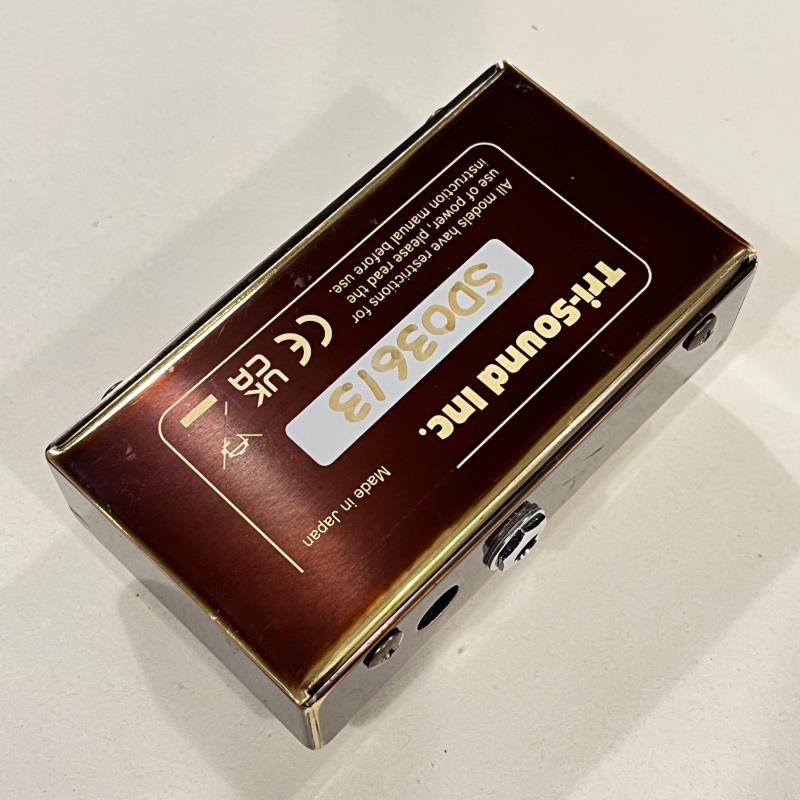 Tri-Sound Inc.
SD03613
All models have restrictions for
use of power, please read the
instruction manual before use.
CE
UK
CA
Made in Japan